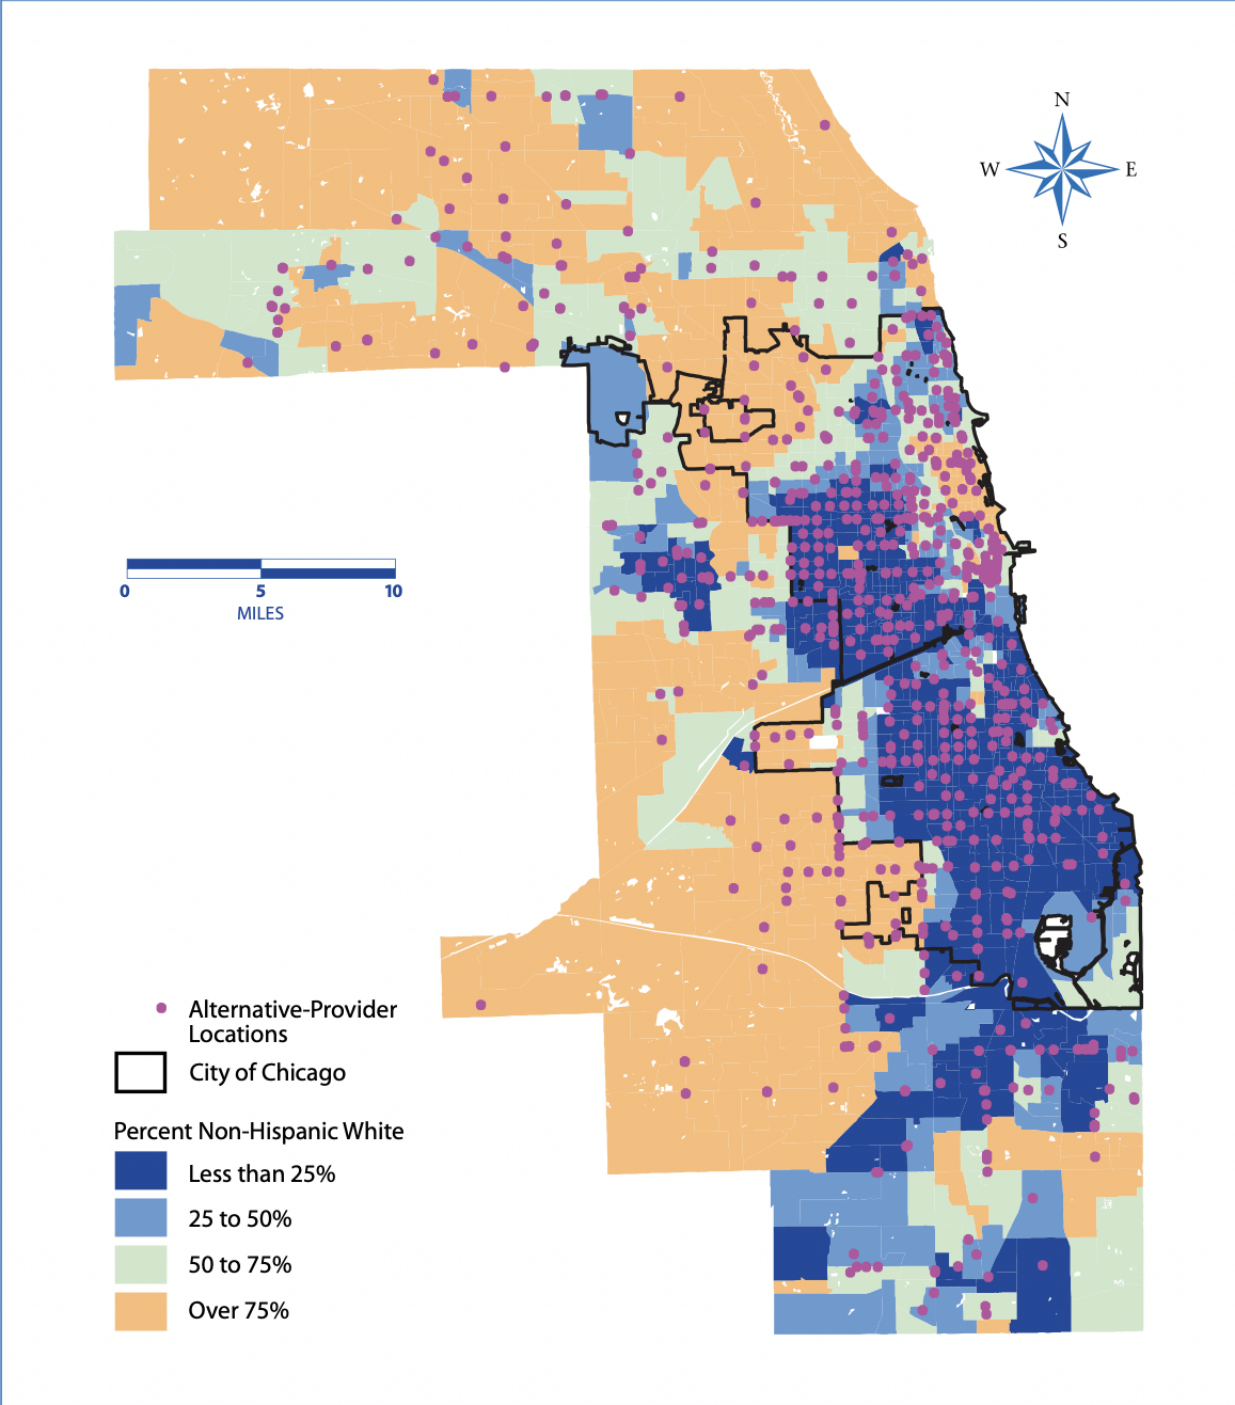 N
W
E
S
0
5
10
MILES
Alternative-Provider
Locations
City of Chicago
Percent Non-Hispanic White
Less than 25%
25 to 50%
50 to 75%
Over 75%